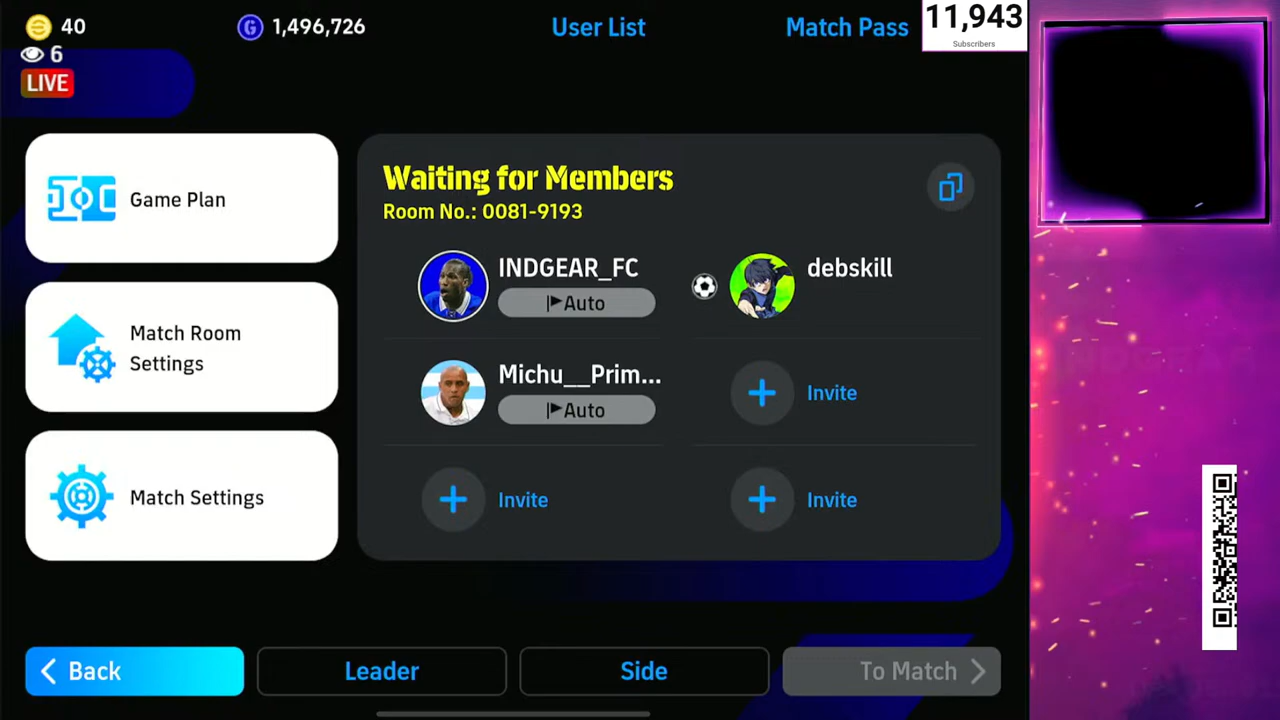 40
1,496,726
User List
Match Pass
11,943
Subscribers
6
LIVE
Game Plan
Match Room
Settings
Match Settings
Waiting for Members
Room No.: 0081-9193
INDGEAR_FC
Auto
debskill
Michu__Prim...
Auto
Invite
Invite
Invite
Back
Leader
Side
To Match